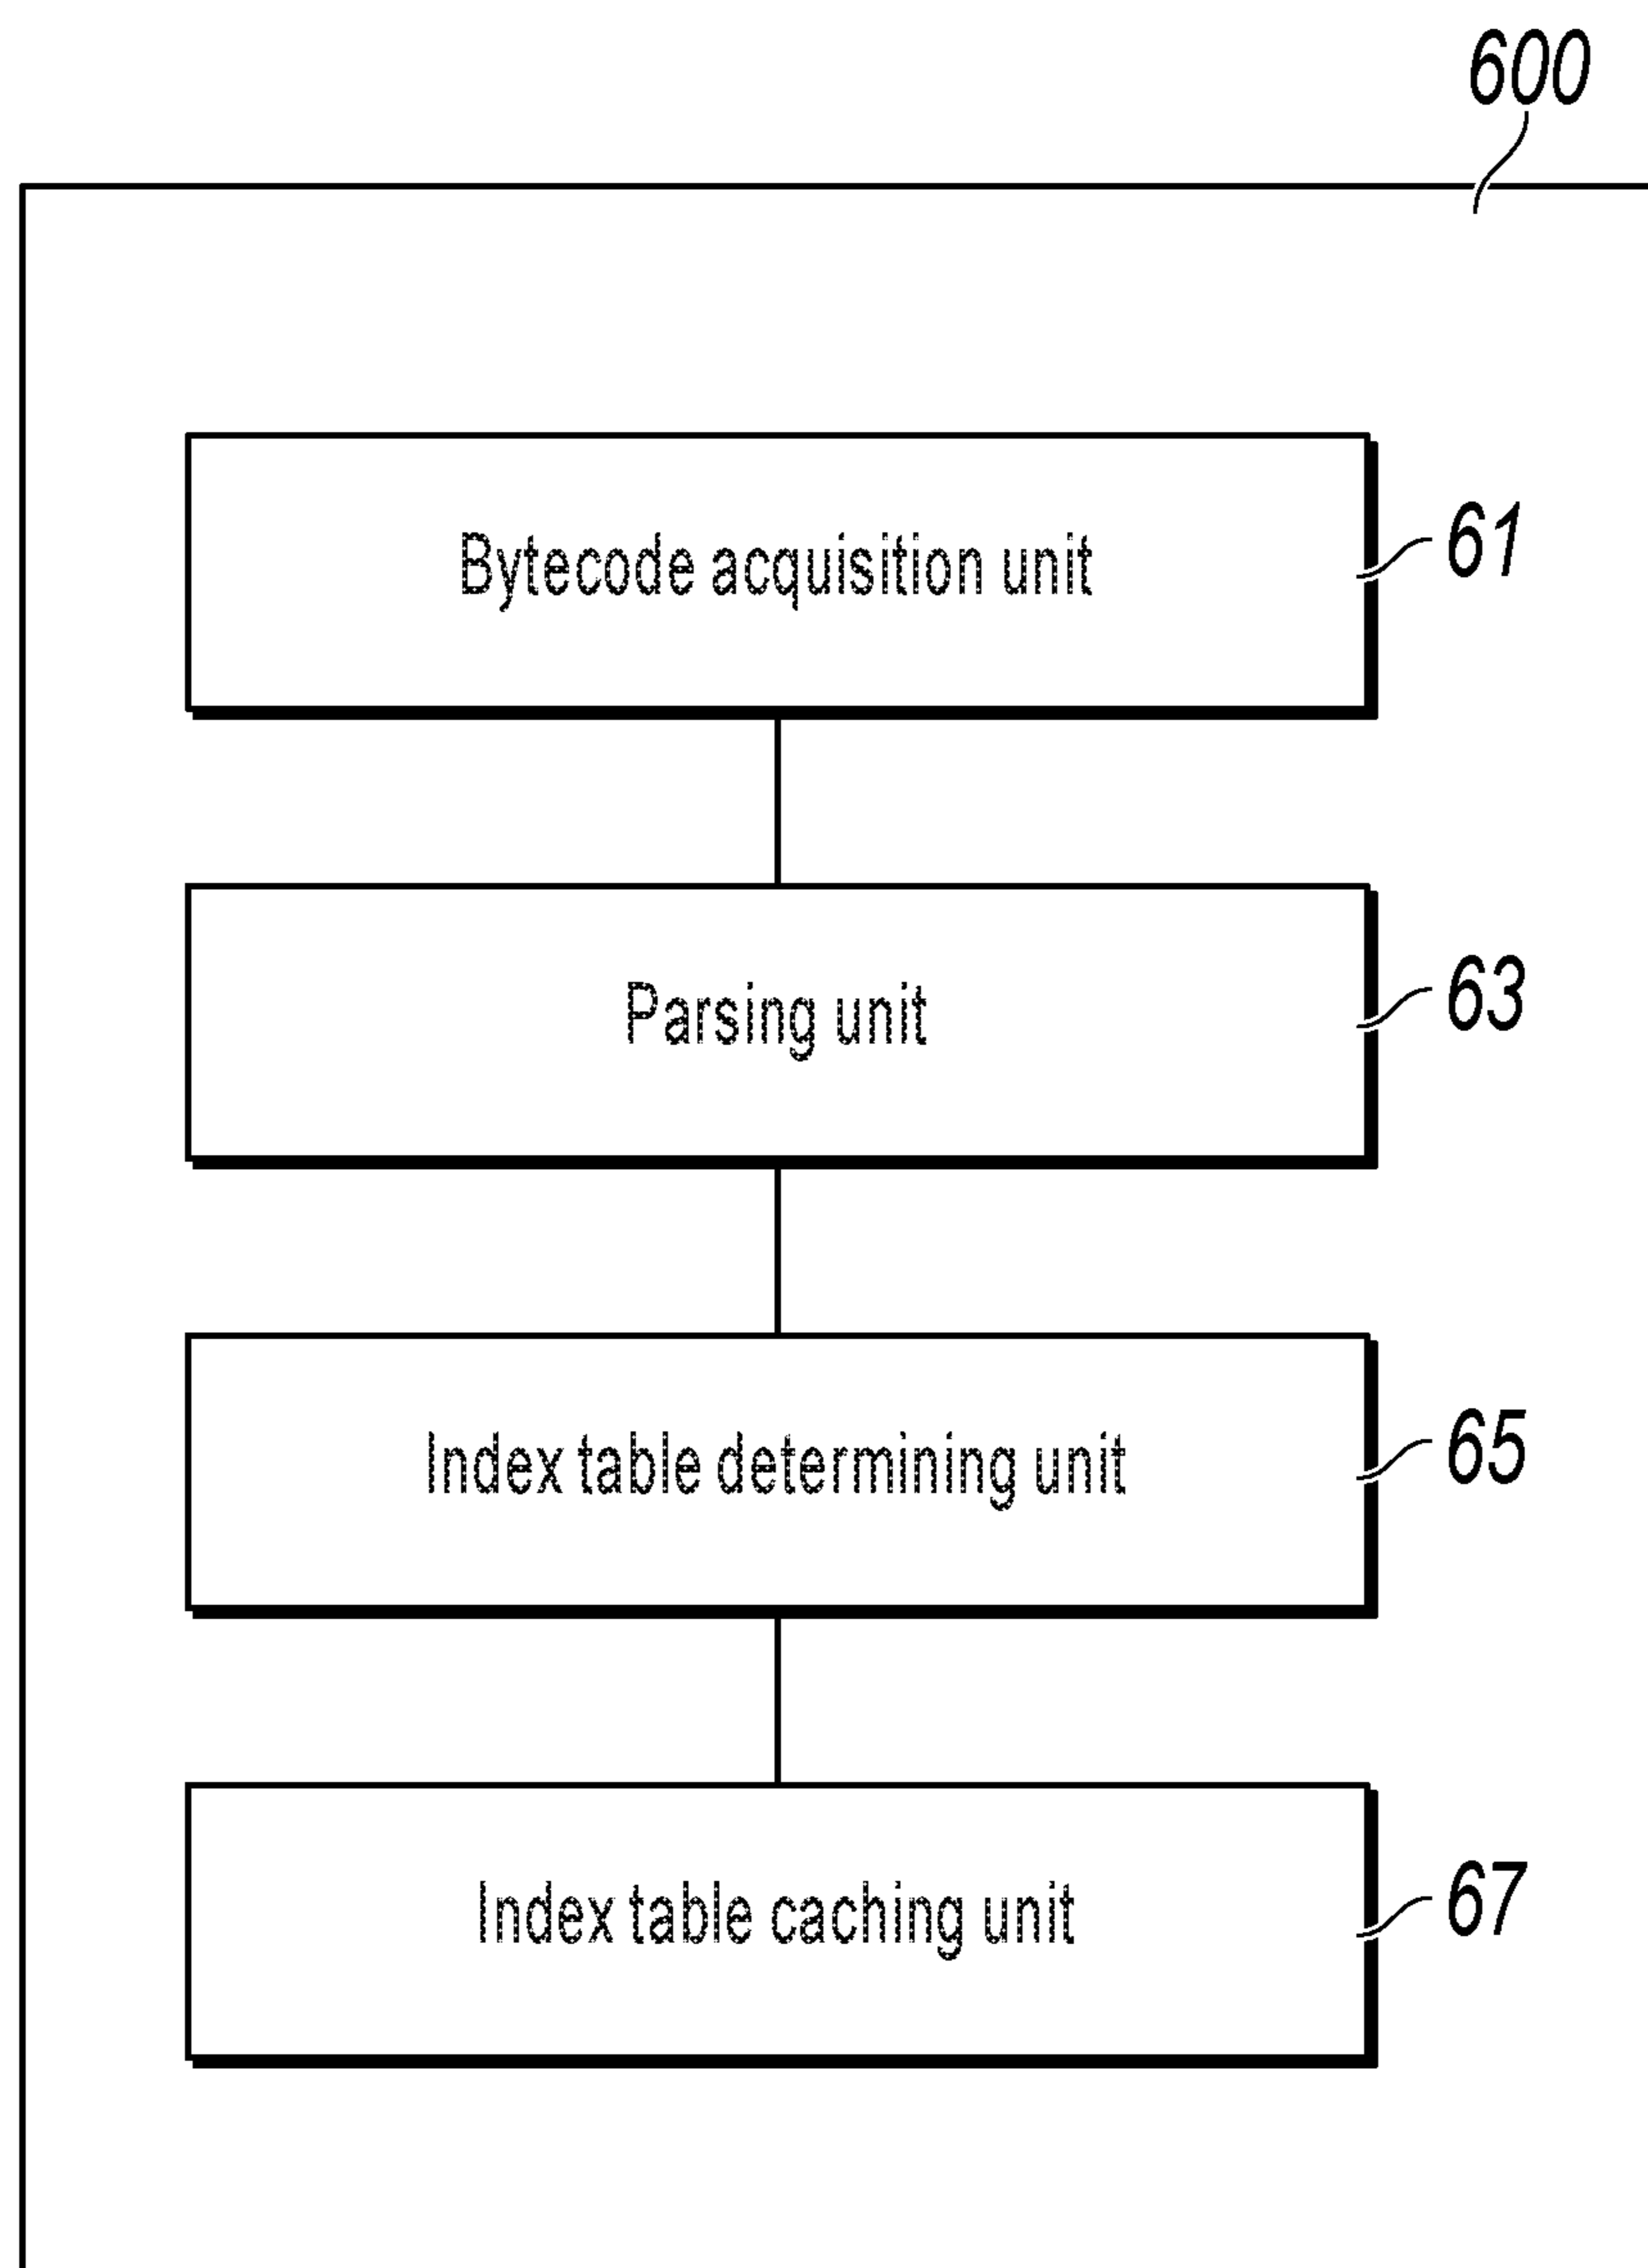 600
Bytecode acquisition unit
61
Parsing unit
63
Index table determining unit
65
Index table caching unit
67